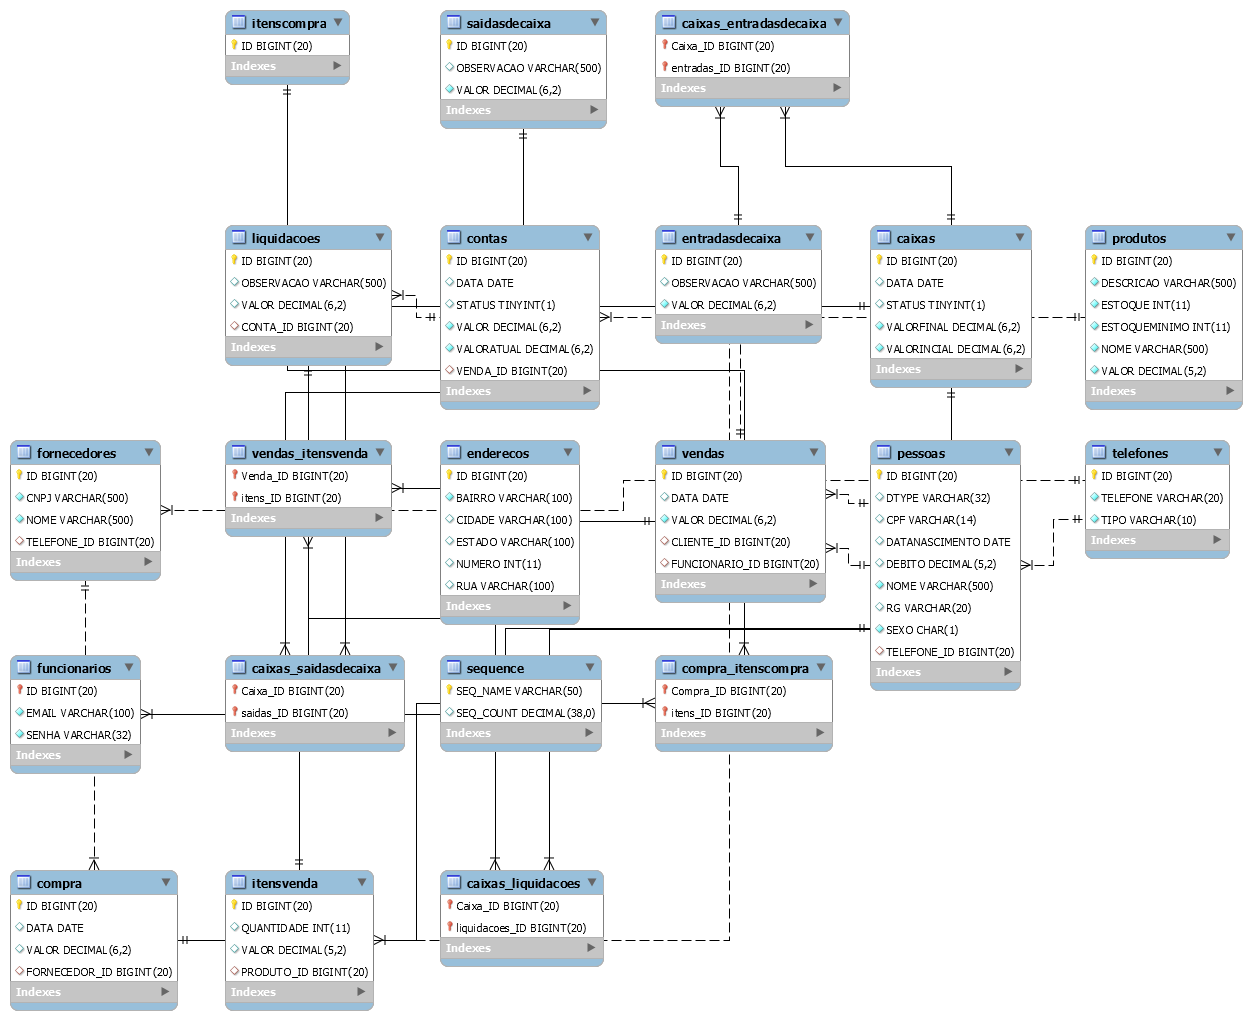 itenscompra
ID BIGINT(20)
Indexes
saidasdecaixa
ID BIGINT(20)
OBSERVACAO VARCHAR(500)
VALOR DECIMAL(6,2)
Indexes
caixas_entradasdecaixa
Caixa_ID BIGINT(20)
entradas_ID BIGINT(20)
Indexes
liquidacoes
ID BIGINT(20)
OBSERVACAO VARCHAR(500)
VALOR DECIMAL(6,2)
CONTA_ID BIGINT(20)
Indexes
contas
ID BIGINT(20)
DATA DATE
STATUS TINYINT(1)
VALOR DECIMAL(6,2)
VALORATUAL DECIMAL(6,2)
VENDA_ID BIGINT(20)
Indexes
entradasdecaixa
ID BIGINT(20)
OBSERVACAO VARCHAR(500)
VALOR DECIMAL(6,2)
Indexes
caixas
ID BIGINT(20)
DATA DATE
STATUS TINYINT(1)
VALORFINAL DECIMAL(6,2)
VALORINCIAL DECIMAL(6,2)
Indexes
produtos
ID BIGINT(20)
DESCRICAO VARCHAR(500)
ESTOQUE INT(11)
ESTOQUEMINIMO INT(11)
NOME VARCHAR(500)
VALOR DECIMAL(5,2)
Indexes
fornecedores
ID BIGINT(20)
CNPJ VARCHAR(500)
NOME VARCHAR(500)
TELEFONE_ID BIGINT(20)
Indexes
vendas_itensvenda
Venda_ID BIGINT(20)
itens_ID BIGINT(20)
Indexes
enderecos
ID BIGINT(20)
BAIRRO VARCHAR(100)
CIDADE VARCHAR(100)
ESTADO VARCHAR(100)
NUMERO INT(11)
RUA VARCHAR(100)
Indexes
vendas
ID BIGINT(20)
DATA DATE
VALOR DECIMAL(6,2)
CLIENTE_ID BIGINT(20)
FUNCIONARIO_ID BIGINT(20)
Indexes
pessoas
ID BIGINT(20)
DTYPE VARCHAR(32)
CPF VARCHAR(14)
DATANASCIMENTO DATE
DEBITO DECIMAL(5,2)
NOME VARCHAR(500)
RG VARCHAR(20)
SEXO CHAR(1)
TELEFONE_ID BIGINT(20)
Indexes
telefones
ID BIGINT(20)
TELEFONE VARCHAR(20)
TIPO VARCHAR(10)
Indexes
funcionarios
ID BIGINT(20)
EMAIL VARCHAR(100)
SENHA VARCHAR(32)
Indexes
caixas_saidasdecaixa
Caixa_ID BIGINT(20)
saidas_ID BIGINT(20)
Indexes
sequence
SEQ_NAME VARCHAR(50)
SEQ_COUNT DECIMAL(38,0)
Indexes
compra_itenscompra
Compra_ID BIGINT(20)
itens_ID BIGINT(20)
Indexes
compra
ID BIGINT(20)
DATA DATE
VALOR DECIMAL(6,2)
FORNECEDOR_ID BIGINT(20)
Indexes
itensvenda
ID BIGINT(20)
QUANTIDADE INT(11)
VALOR DECIMAL(5,2)
PRODUTO_ID BIGINT(20)
Indexes
caixas_liquidacoes
Caixa_ID BIGINT(20)
liquidacoes_ID BIGINT(20)
Indexes